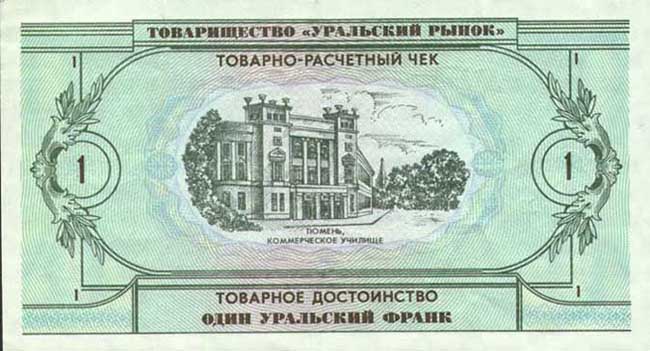 ТОВАРИЩЕСТВО «УРАЛЬСКИЙ РЫНОК»
ТОВАРНО-РАСЧЕТНЫЙ ЧЕК
1 1
1 1
ТЮМЕНЬ,
КОММЕРЧЕСКОЕ УЧИЛИЩЕ
1 1
ТОВАРНОЕ ДОСТОИНСТВО
ОДИН УРАЛЬСКИЙ ФРАНК